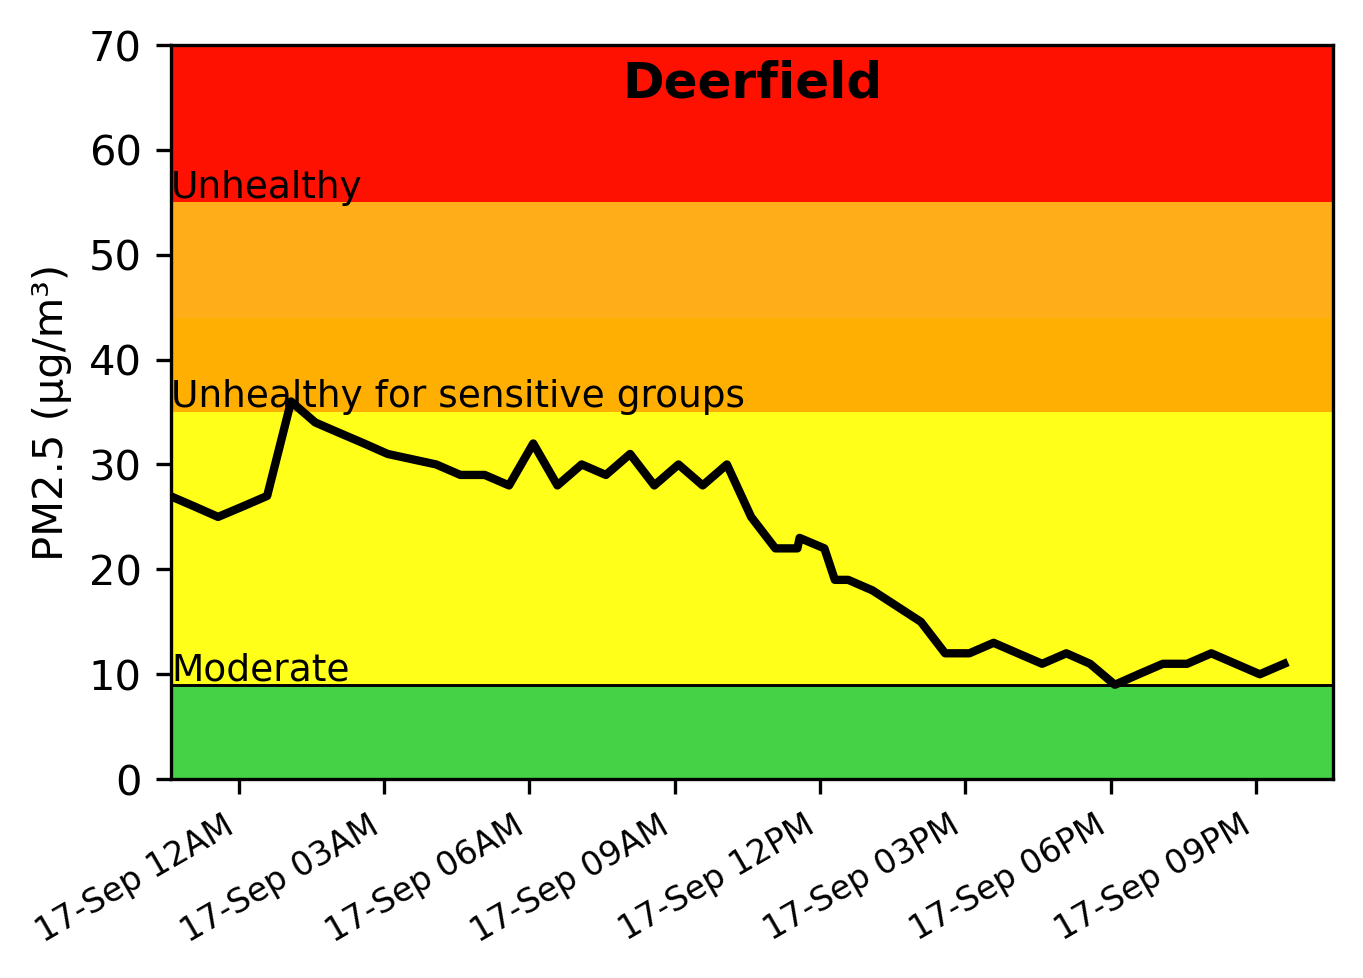 Deerfield
70
60
Unhealthy
50
40
Unhealthy for sensitive groups
30
20
Moderate
10
0
PM2.5 (µg/m³)
17-Sep 12AM
17-Sep 03AM
17-Sep 06AM
17-Sep 09AM
17-Sep 12PM
17-Sep 03PM
17-Sep 06PM
17-Sep 09PM